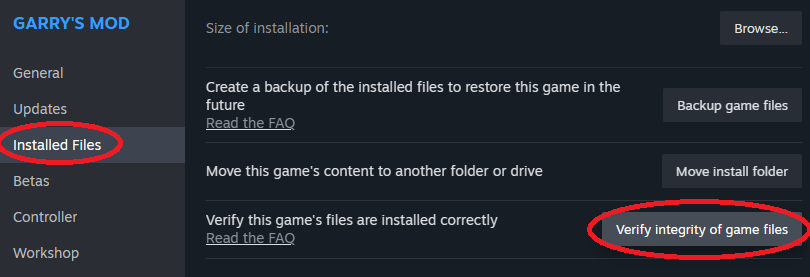 GARRY'S MOD
General
Updates
Installed Files
Betas
Controller
Workshop
Size of installation:
Browse...
Create a backup of the installed files to restore this game in the
future
Read the FAQ
Backup game files
Move this game's content to another folder or drive
Move install folder
Verify this game's files are installed correctly
Read the FAQ
Verify integrity of game files